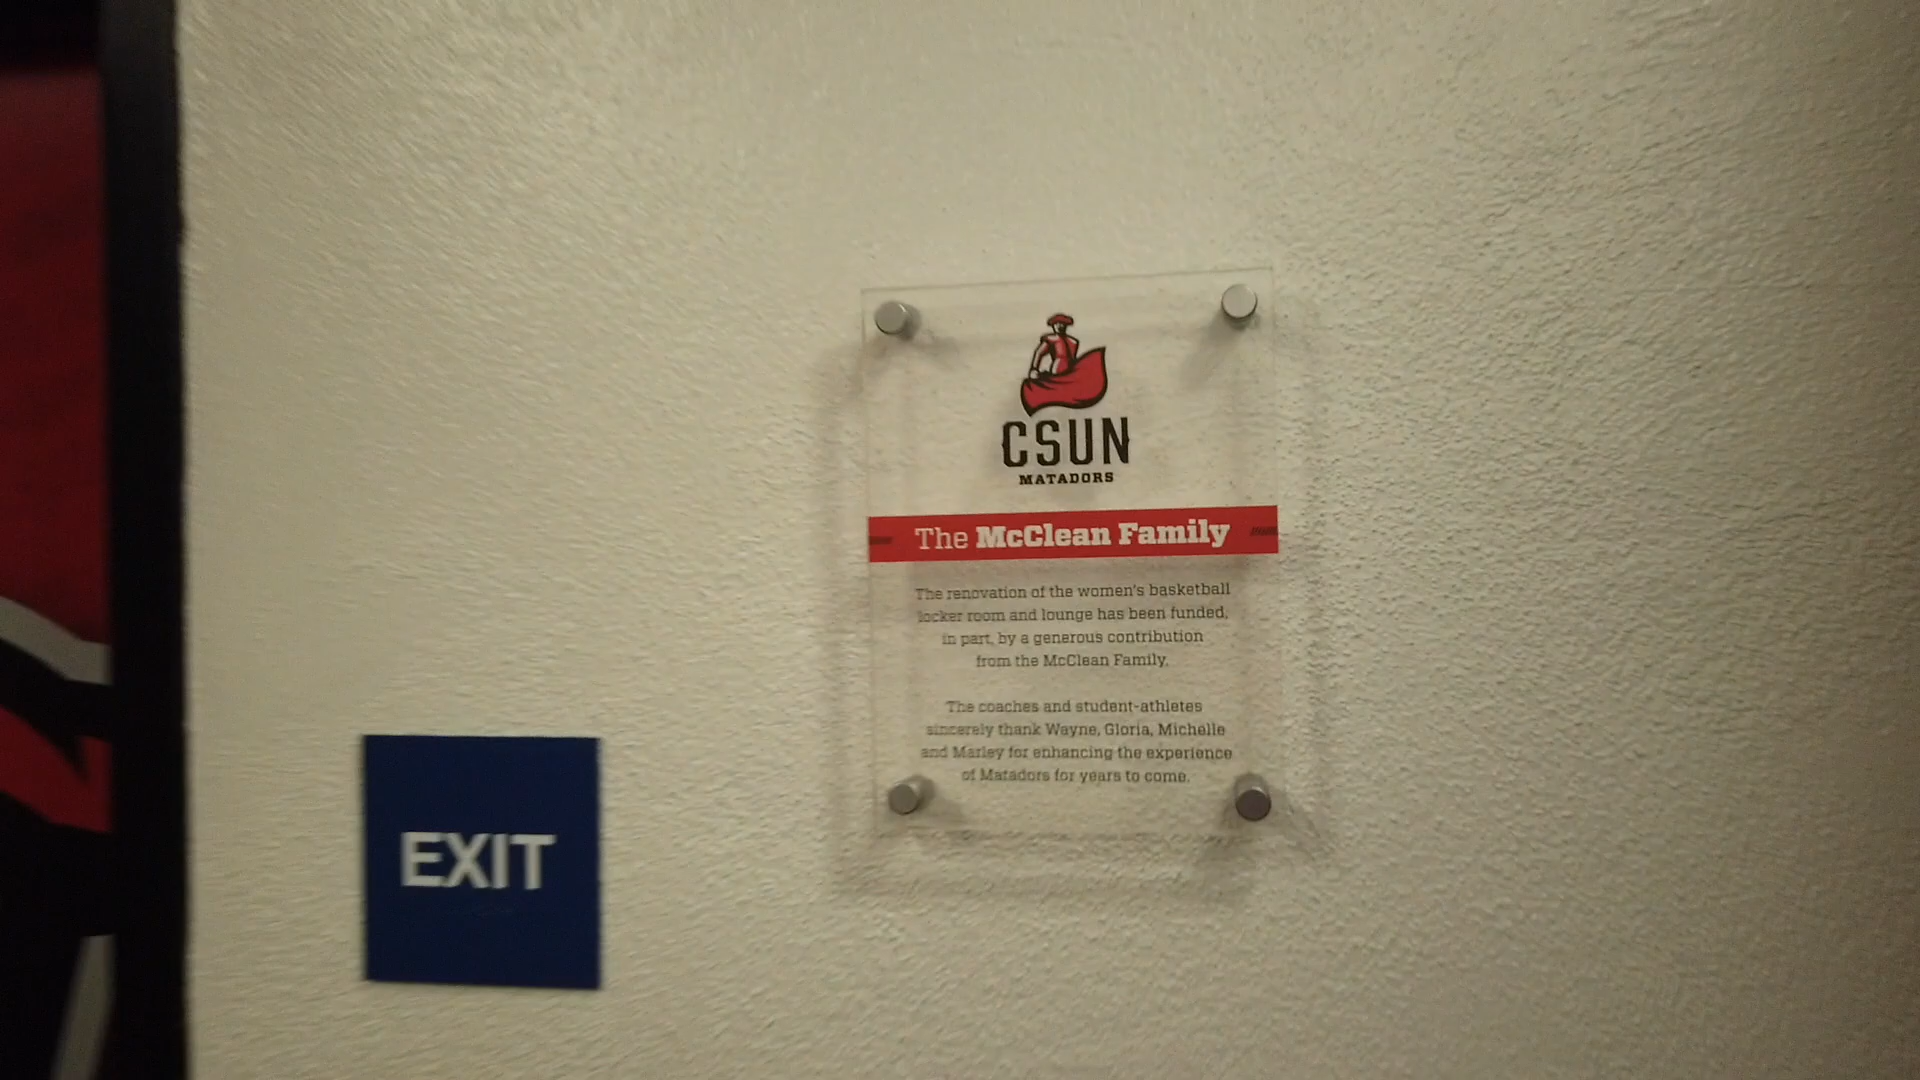 CSUN
MATADORS
The McClean Family
The renovation of the women's basketball
locker room and lounge has been funded,
in part, by a generous contribution
from the McClean Family.
The coaches and student-athletes
sincerely thank Wayne, Gloria, Michelle
and Marley for enhancing the experience
of Matadors for years to come.
EXIT